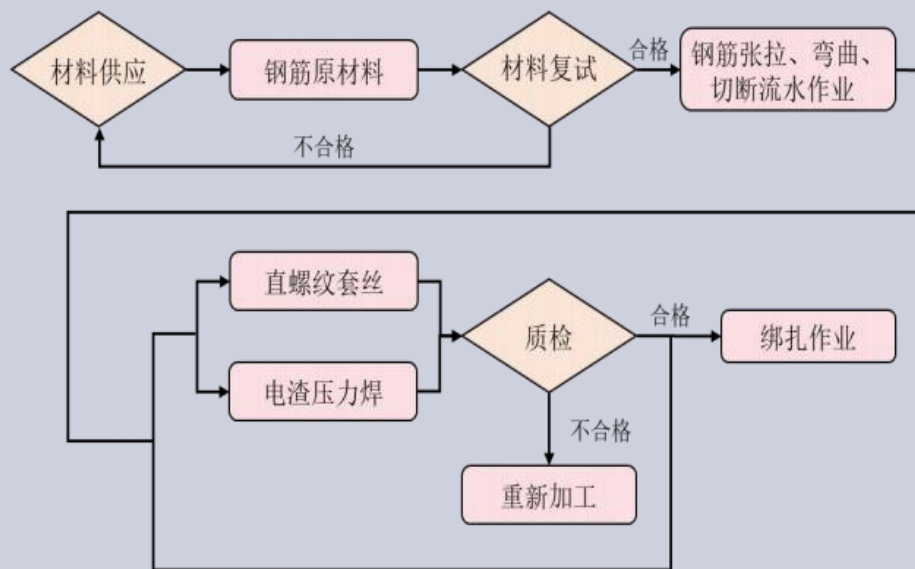 材料供应
钢筋原材料
材料复试
合格
钢筋张拉、弯曲、
切断流水作业
不合格
直螺纹套丝
电渣压力焊
质检
合格
绑扎作业
不合格
重新加工